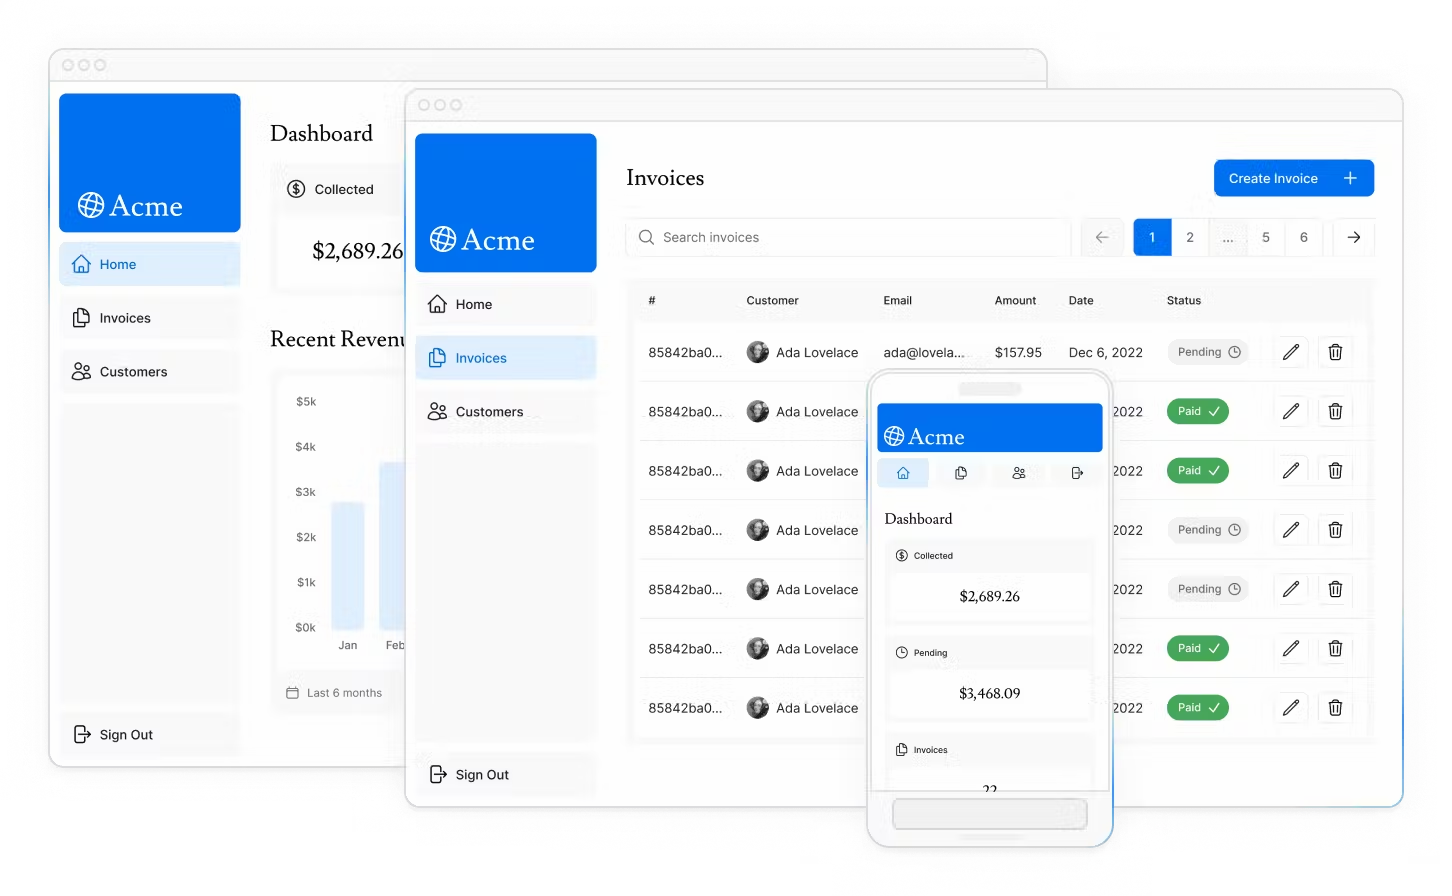 Acme
Home
Invoices
Customers
Sign Out
Dashboard
Collected
$2,689.26
Recent
$5k
$4k
$3k
$2k
$1k
$0k
Jan Feb
Last 6 months
Acme
Home
Invoices
Customers
Sign Out
Invoices
Create Invoice
Search invoices
1 2 ... 5 6
# Customer Email Amount Date Status
85842ba0... Ada Lovelace ada@lovela... $157.95 Dec 6, 2022 Pending
85842ba0... Ada Lovelace 2022 Paid
85842ba0... Ada Lovelace 2022 Paid
85842ba0... Ada Lovelace 2022 Pending
85842ba0... Ada Lovelace 2022 Pending
85842ba0... Ada Lovelace 2022 Paid
85842ba0... Ada Lovelace 2022 Paid
Acme
Dashboard
Collected
$2,689.26
Pending
$3,468.09
Invoices
22